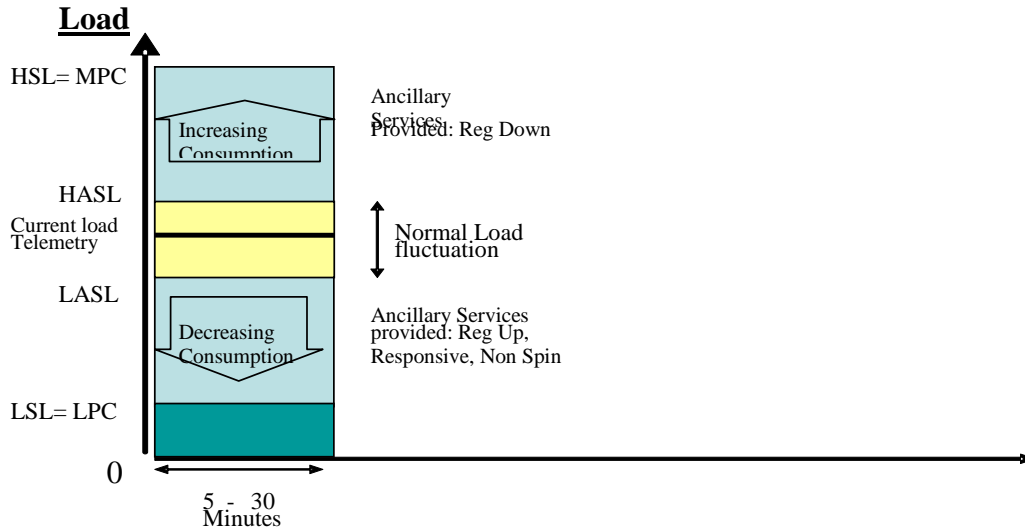 Load
HSL= MPC
Ancillary
Services
Provided: Reg Down
Increasing
Consumption
HASL
Current load
Telemetry
Normal Load
fluctuation
LASL
Ancillary Services
provided: Reg Up,
Responsive, Non Spin
Decreasing
Consumption
LSL= LPC
0
5 - 30
Minutes